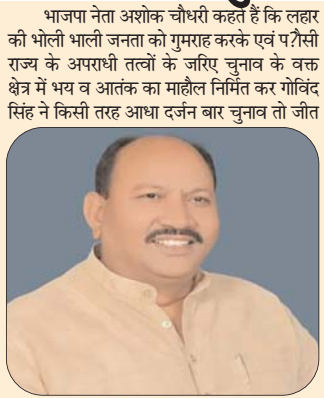 भाजपा नेता अशोक चौधरी कहते हैं कि लहार
की भोली भाली जनता को गुमराह करके एवं प?ौसी
राज्य के अपराधी तत्वों के जरिए चुनाव के वक्त
क्षेत्र में भय व आतंक का माहौल निर्मित कर गोविंद
सिंह ने किसी तरह आधा दर्जन बार चुनाव तो जीत